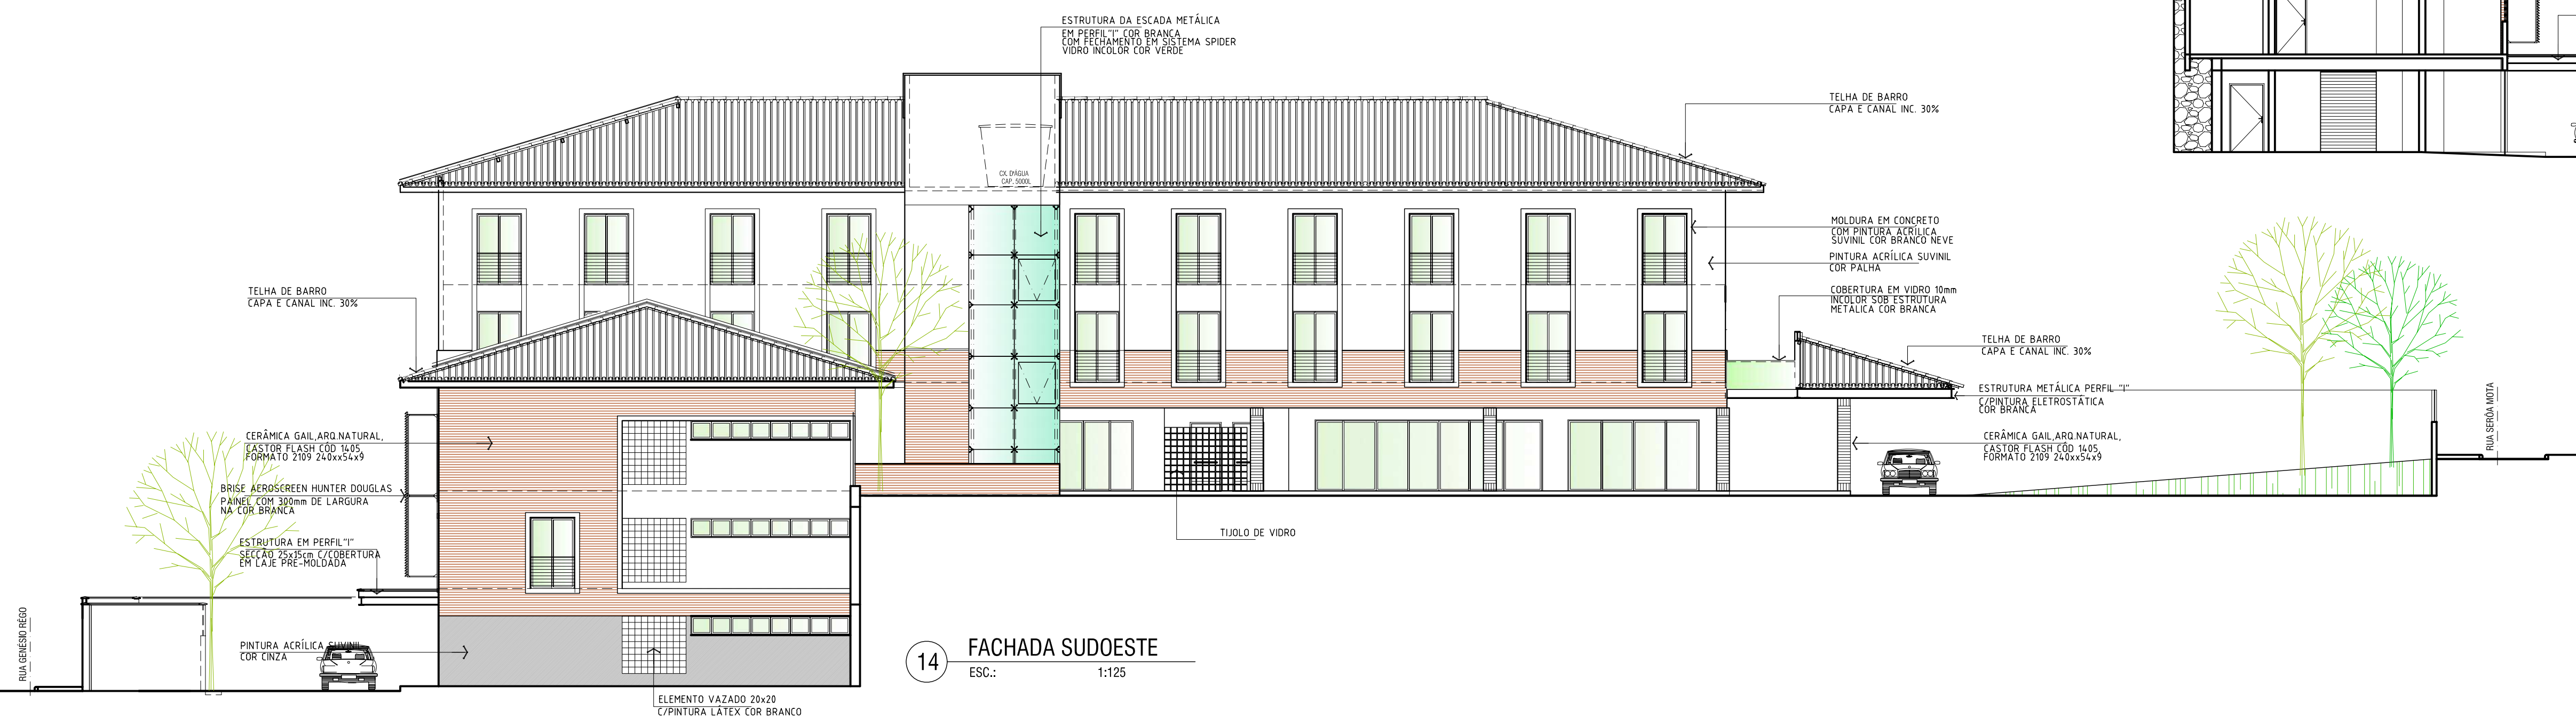 ESTRUTURA DA ESCADA METÁLICA
EM PERFIL"I" COR BRANCA
COM FECHAMENTO EM SISTEMA SPIDER
VIDRO INCOLOR COR VERDE
TELHA DE BARRO
CAPA E CANAL INC. 30%
CX. D'ÁGUA
CAP. 5000L
MOLDURA EM CONCRETO
COM PINTURA ACRÍLICA
SUVINIL COR BRANCO NEVE
PINTURA ACRÍLICA SUVINIL
COR PALHA
COBERTURA EM VIDRO 10mm
INCOLOR SOB ESTRUTURA
METÁLICA COR BRANCA
TELHA DE BARRO
CAPA E CANAL INC. 30%
TELHA DE BARRO
CAPA E CANAL INC. 30%
ESTRUTURA METÁLICA PERFIL "I"
C/PINTURA ELETROSTÁTICA
COR BRANCA
RUA SERÔA MOTA
CERÂMICA GAIL,ARQ.NATURAL,
CASTOR FLASH CÓD 1405,
FORMATO 2109 240xx54x9
CERÂMICA GAIL,ARQ.NATURAL,
CASTOR FLASH CÓD 1405,
FORMATO 2109 240xx54x9
BRISE AEROSCREEN HUNTER DOUGLAS
PAINEL COM 300mm DE LARGURA
NA COR BRANCA
TIJOLO DE VIDRO
ESTRUTURA EM PERFIL"I"
SECÇÃO 25x15cm C/COBERTURA
EM LAJE PRÉ-MOLDADA
RUA GENÉSIO RÊGO
PINTURA ACRÍLICA SUVINIL
COR CINZA
14
FACHADA SUDOESTE
ESC.: 1:125
ELEMENTO VAZADO 20x20
C/PINTURA LÁTEX COR BRANCO